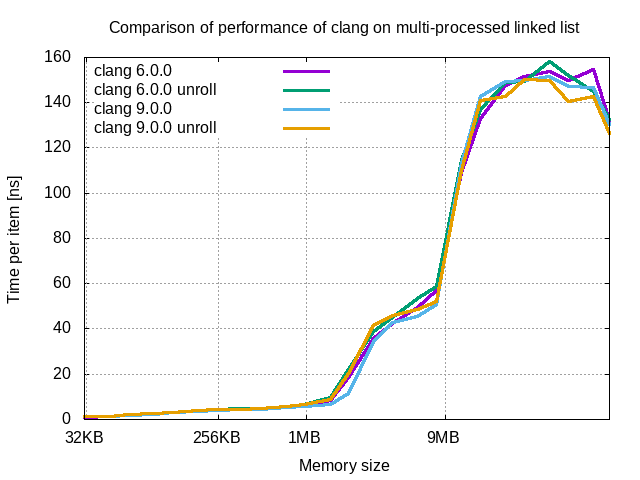 Comparison of performance of clang on multi-processed linked list
160
140
120
100
80
60
40
20
0
Time per item [ns]
clang 6.0.0
clang 6.0.0 unroll
clang 9.0.0
clang 9.0.0 unroll
32KB 256KB 1MB 9MB
Memory size